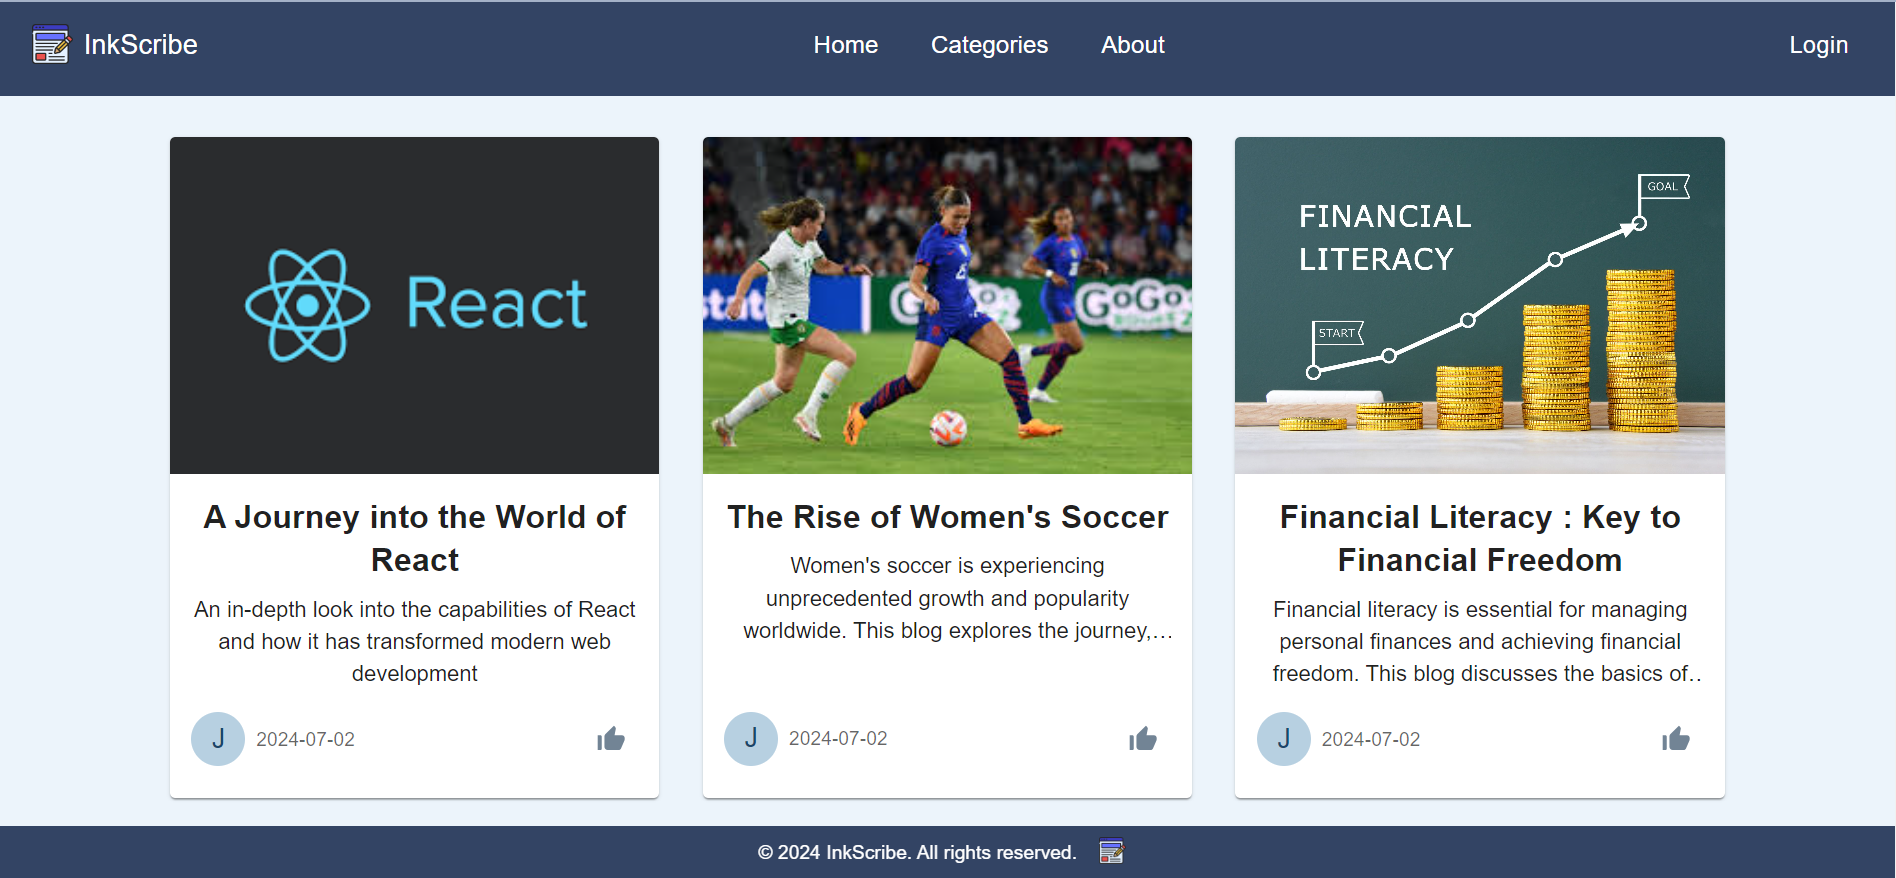 InkScribe
Home Categories About
Login
React
GoGo
GoGo
FINANCIAL
LITERACY
GOAL
START
A Journey into the World of
React
An in-depth look into the capabilities of React
and how it has transformed modern web
development
J 2024-07-02
The Rise of Women's Soccer
Women's soccer is experiencing
unprecedented growth and popularity
worldwide. This blog explores the journey,...
J 2024-07-02
Financial Literacy : Key to
Financial Freedom
Financial literacy is essential for managing
personal finances and achieving financial
freedom. This blog discusses the basics of..
J 2024-07-02
© 2024 InkScribe. All rights reserved.